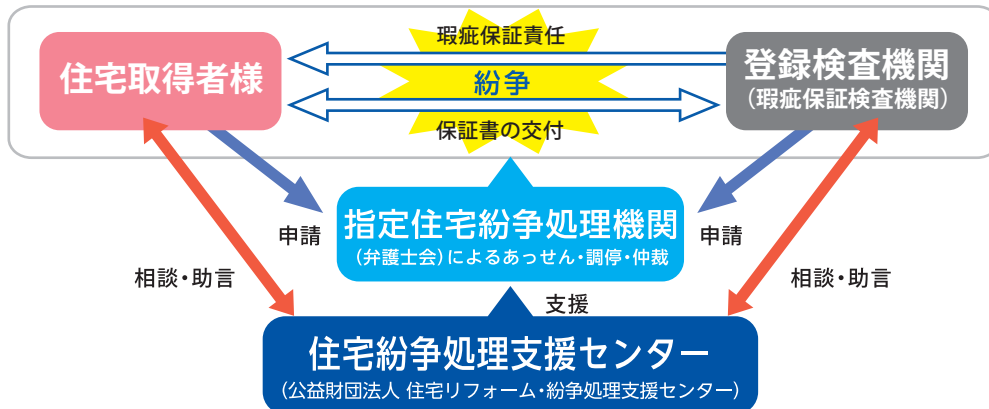 瑕疵保証責任
住宅取得者様
紛争
登録検査機関
（瑕疵保証検査機関）
保証書の交付
指定住宅紛争処理機関
（弁護士会）によるあっせん・調停・仲裁
申請
申請
相談・助言
相談・助言
支援
住宅紛争処理支援センター
（公益財団法人 住宅リフォーム・紛争処理支援センター）